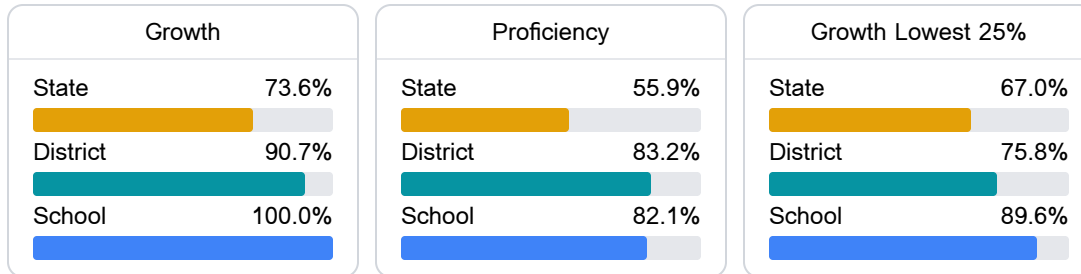 Growth
State 73.6%
District 90.7%
School 100.0%
Proficiency
State 55.9%
District 83.2%
School 82.1%
Growth Lowest 25%
State 67.0%
District 75.8%
School 89.6%